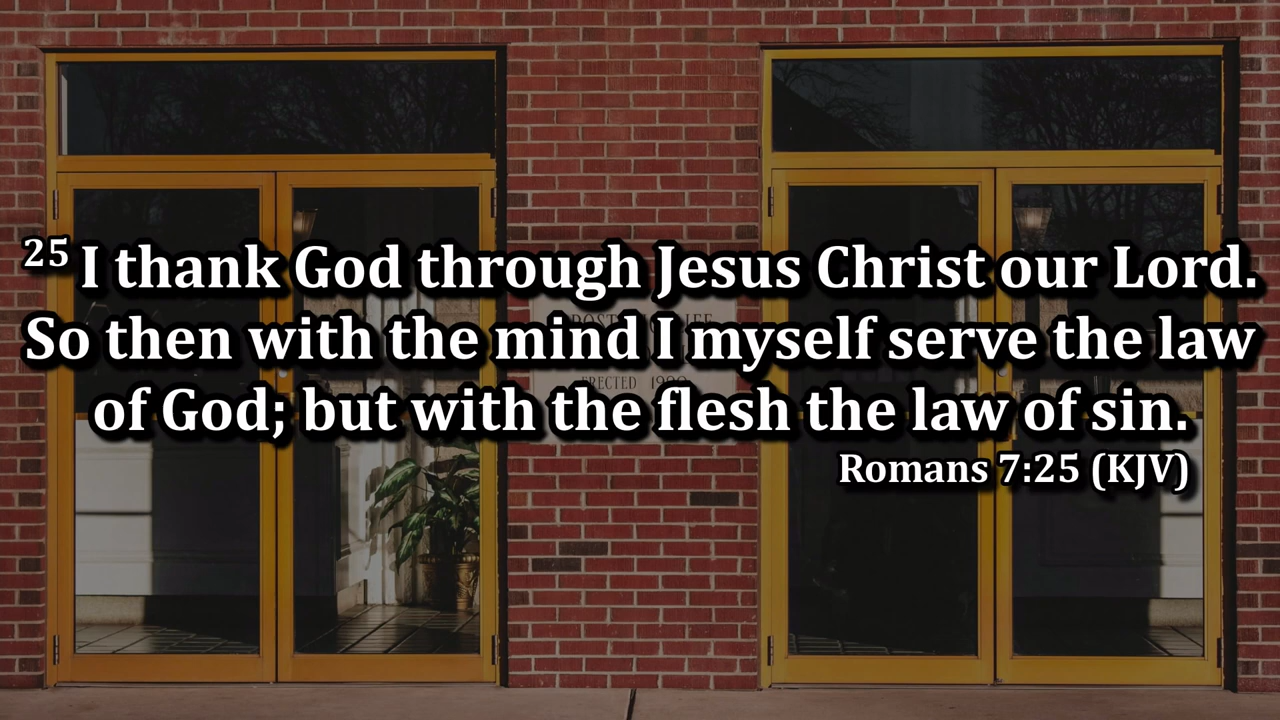 25 I thank God through Jesus Christ our Lord.
So then with the mind I myself serve the law
of God; but with the flesh the law of sin.
Romans 7:25 (KJV)
ERECTED